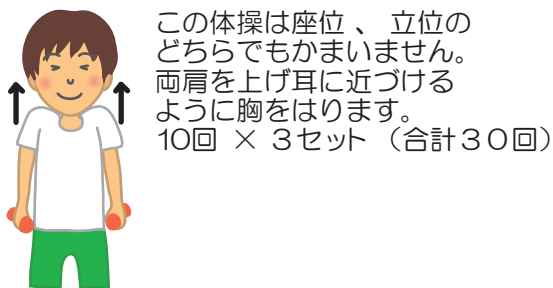 この体操は座位 、 立位の
どちらでもかまいません。
両肩を上げ耳に近づける
ように胸をはります。
10回 × ３セット （合計３０回）